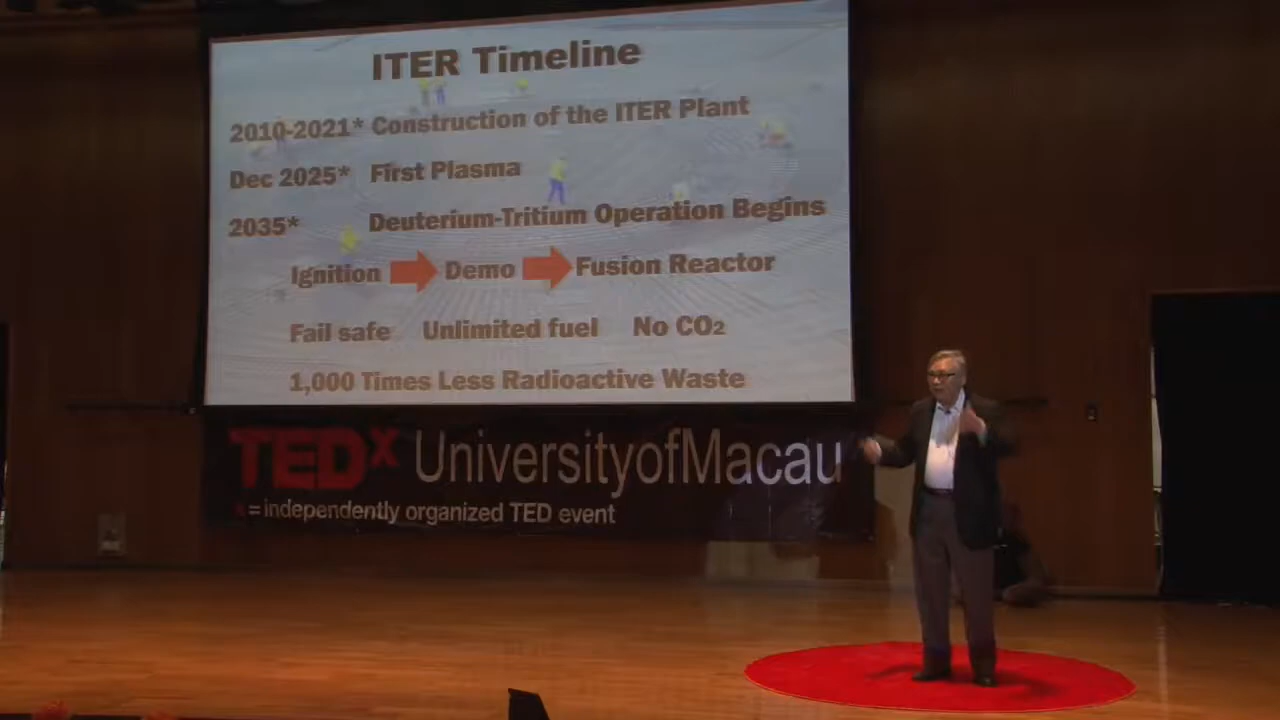 ITER Timeline
2010-2021* Construction of the ITER Plant
Dec 2025* First Plasma
2035* Deuterium-Tritium Operation Begins
Ignition Demo Fusion Reactor
Fail safe Unlimited fuel No CO2
1,000 Times Less Radioactive Waste
TEDx UniversityofMacau
x = independently organized TED event